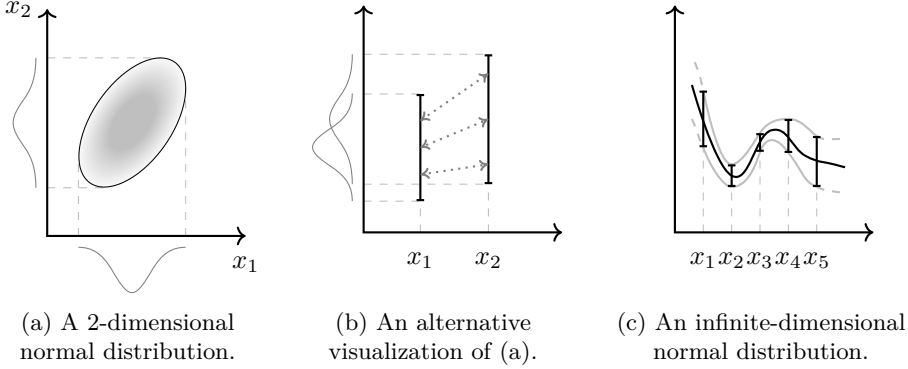 x₂
x₁
(a) A 2-dimensional
normal distribution.
x₁ x₂
(b) An alternative
visualization of (a).
x₁ x₂ x₃ x₄ x₅
(c) An infinite-dimensional
normal distribution.